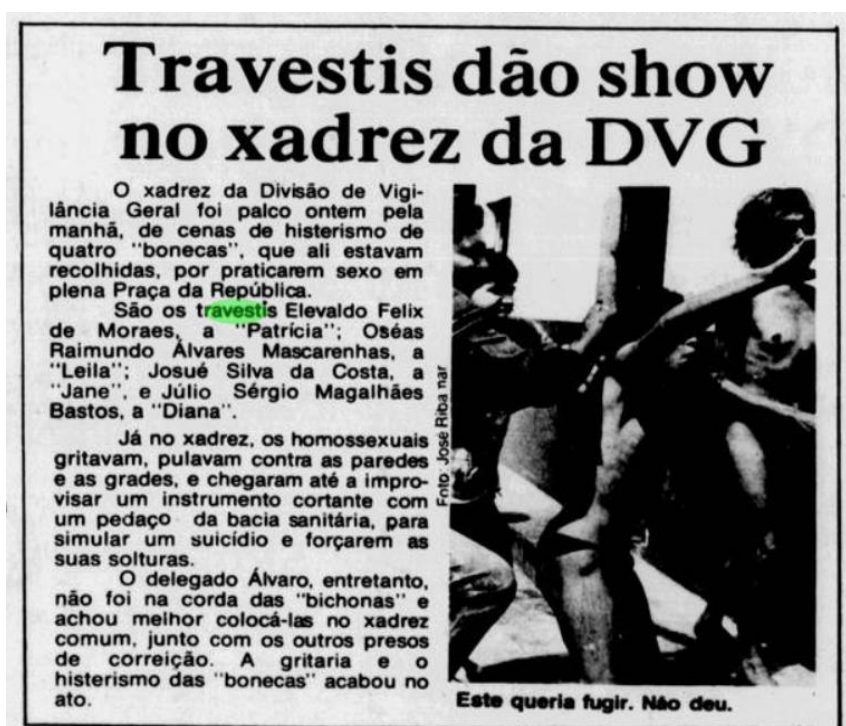 Travestis dão show
no xadrez da DVG
O xadrez da Divisão de Vigi-
lância Geral foi palco ontem pela
manhã, de cenas de histerismo de
quatro "bonecas", que ali estavam
recolhidas, por praticarem sexo em
plena Praça da República.
São os travestis Elevaldo Felix
de Moraes, a "Patrícia"; Oséas
Raimundo Álvares Mascarenhas, a
"Leila"; Josué Silva da Costa, a
"Jane", e Júlio Sérgio Magalhães
Bastos, a "Diana".
Já no xadrez, os homossexuais
gritavam, pulavam contra as paredes
e as grades, e chegaram até a impro-
visar um instrumento cortante com
um pedaço da bacia sanitária, para
simular um suicídio e forçarem as
suas solturas.
O delegado Álvaro, entretanto,
não foi na corda das "bichonas" e
achou melhor colocá-las no xadrez
comum, junto com os outros presos
de correição. A gritaria e o
histerismo das "bonecas" acabou no
ato.
Foto: José Riba nar
Este queria fugir. Não deu.